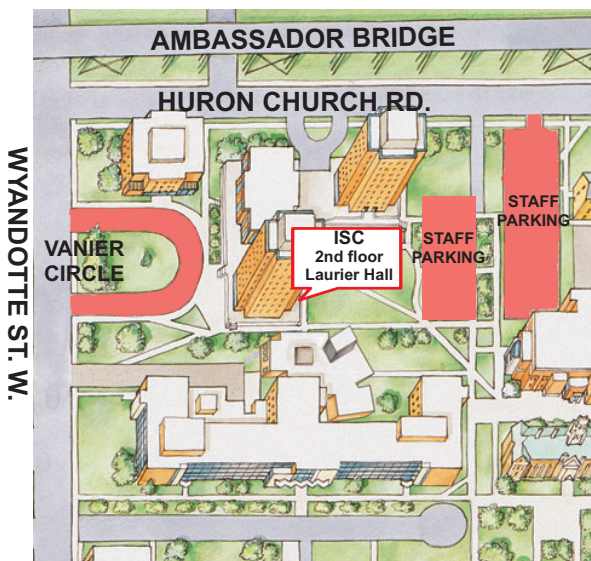 AMBASSADOR BRIDGE
HURON CHURCH RD.
WYANDOTTE ST. W.
VANIER
CIRCLE
ISC
2nd floor
Laurier Hall
STAFF
PARKING
STAFF
PARKING